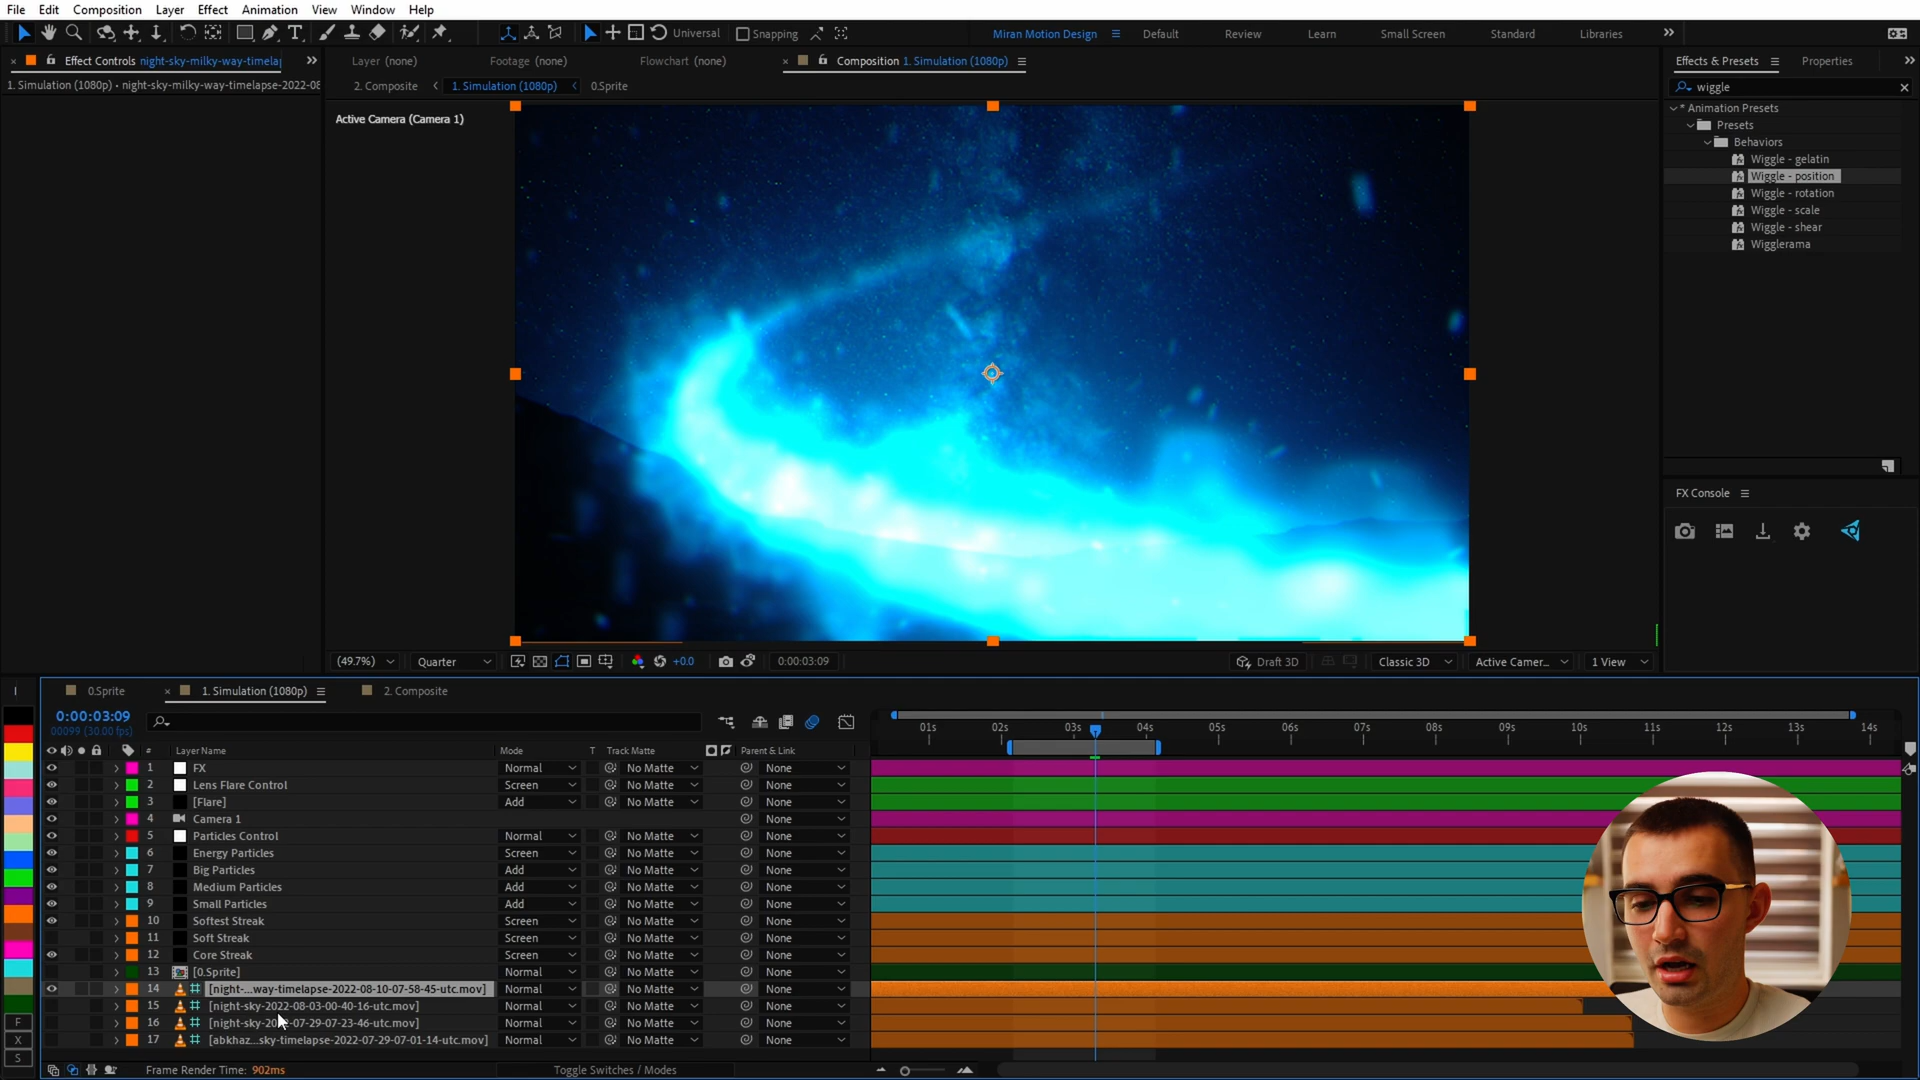 File Edit Composition Layer Effect Animation View Window Help
Universal Snapping Miran Motion Design Default Review Learn Small Screen Standard Libraries
Effect Controls night-sky-milky-way-timela
Layer (none) Footage (none) Flowchart (none) Composition 1. Simulation (1080p)
Effects & Presets Properties
1. Simulation (1080p) • night-sky-milky-way-timelapse-2022-08
2. Composite 1. Simulation (1080p) 0.Sprite
wiggle
Active Camera (Camera 1)
* Animation Presets
Presets
Behaviors
Wiggle - gelatin
Wiggle - position
Wiggle - rotation
Wiggle - scale
Wiggle - shear
Wigglerama
FX Console
(49.7%) Quarter +0.0 0:00:03:09 Draft 3D Classic 3D Active Camer... 1 View
0.Sprite 1. Simulation (1080p) 2. Composite
0:00:03:09
00099 (30.00 fps)
01s 02s 03s 04s 05s 06s 07s 08s 09s 10s 11s 12s 13s 14s
# Layer Name Mode T Track Matte Parent & Link
1 FX Normal No Matte None
2 Lens Flare Control Screen No Matte None
3 [Flare] Add No Matte None
4 Camera 1 None
5 Particles Control Normal No Matte None
6 Energy Particles Screen No Matte None
7 Big Particles Add No Matte None
8 Medium Particles Add No Matte None
9 Small Particles Add No Matte None
10 Softest Streak Screen No Matte None
11 Soft Streak Screen No Matte None
12 Core Streak Screen No Matte None
13 [0.Sprite] Normal No Matte None
14 [night-...way-timelapse-2022-08-10-07-58-45-utc.mov] Normal No Matte None
15 [night-sky-2022-08-03-00-40-16-utc.mov] Normal No Matte None
16 [night-sky-2022-07-29-07-23-46-utc.mov] Normal No Matte None
17 [abkhaz...sky-timelapse-2022-07-29-07-01-14-utc.mov] Normal No Matte None
F
X
S
Frame Render Time: 902ms Toggle Switches / Modes